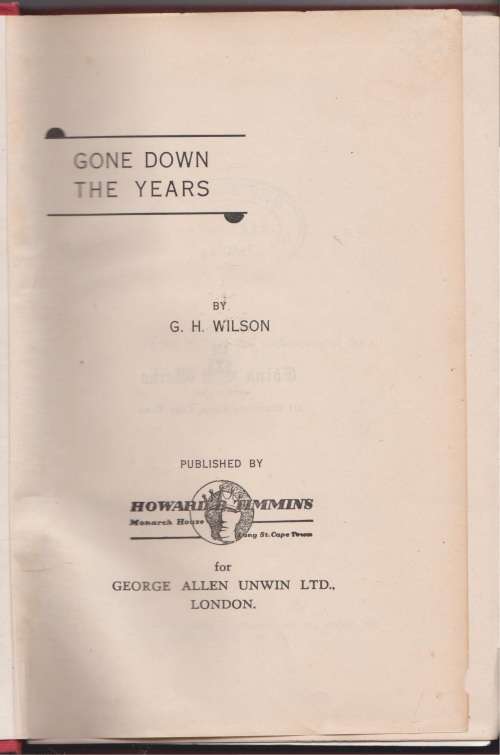 GONE DOWN
THE YEARS
BY
G. H. WILSON
PUBLISHED BY
HOWARD B. TIMMINS
Monarch House
Long St. Cape Town
for
GEORGE ALLEN UNWIN LTD.,
LONDON.